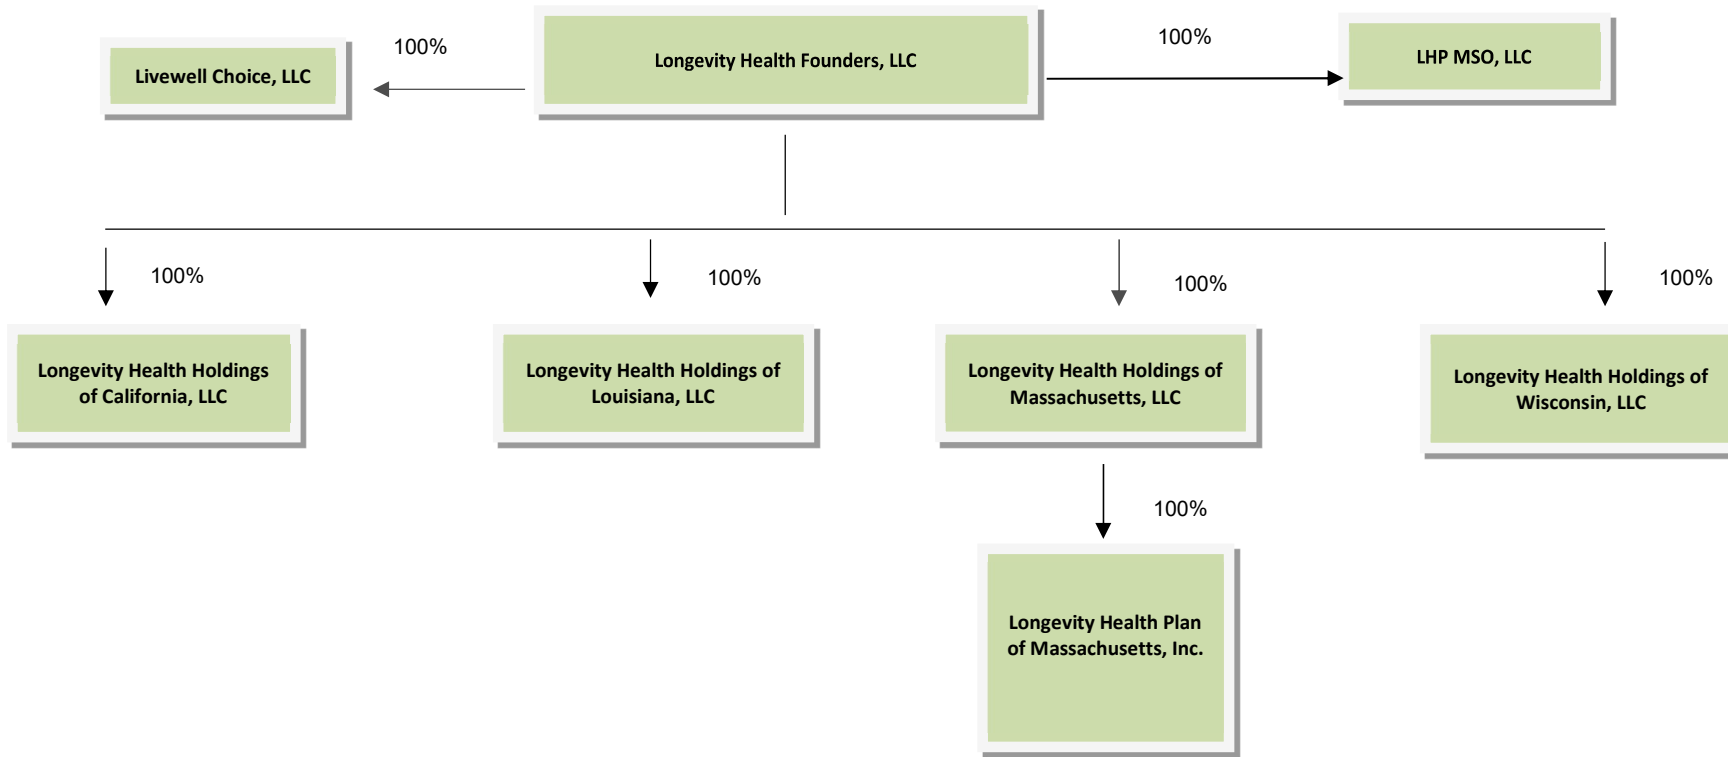 100%
Longevity Health Founders, LLC
100%
Livewell Choice, LLC
LHP MSO, LLC
100%
100%
100%
100%
Longevity Health Holdings
of California, LLC
Longevity Health Holdings of
Louisiana, LLC
Longevity Health Holdings of
Massachusetts, LLC
Longevity Health Holdings of
Wisconsin, LLC
100%
Longevity Health Plan
of Massachusetts, Inc.